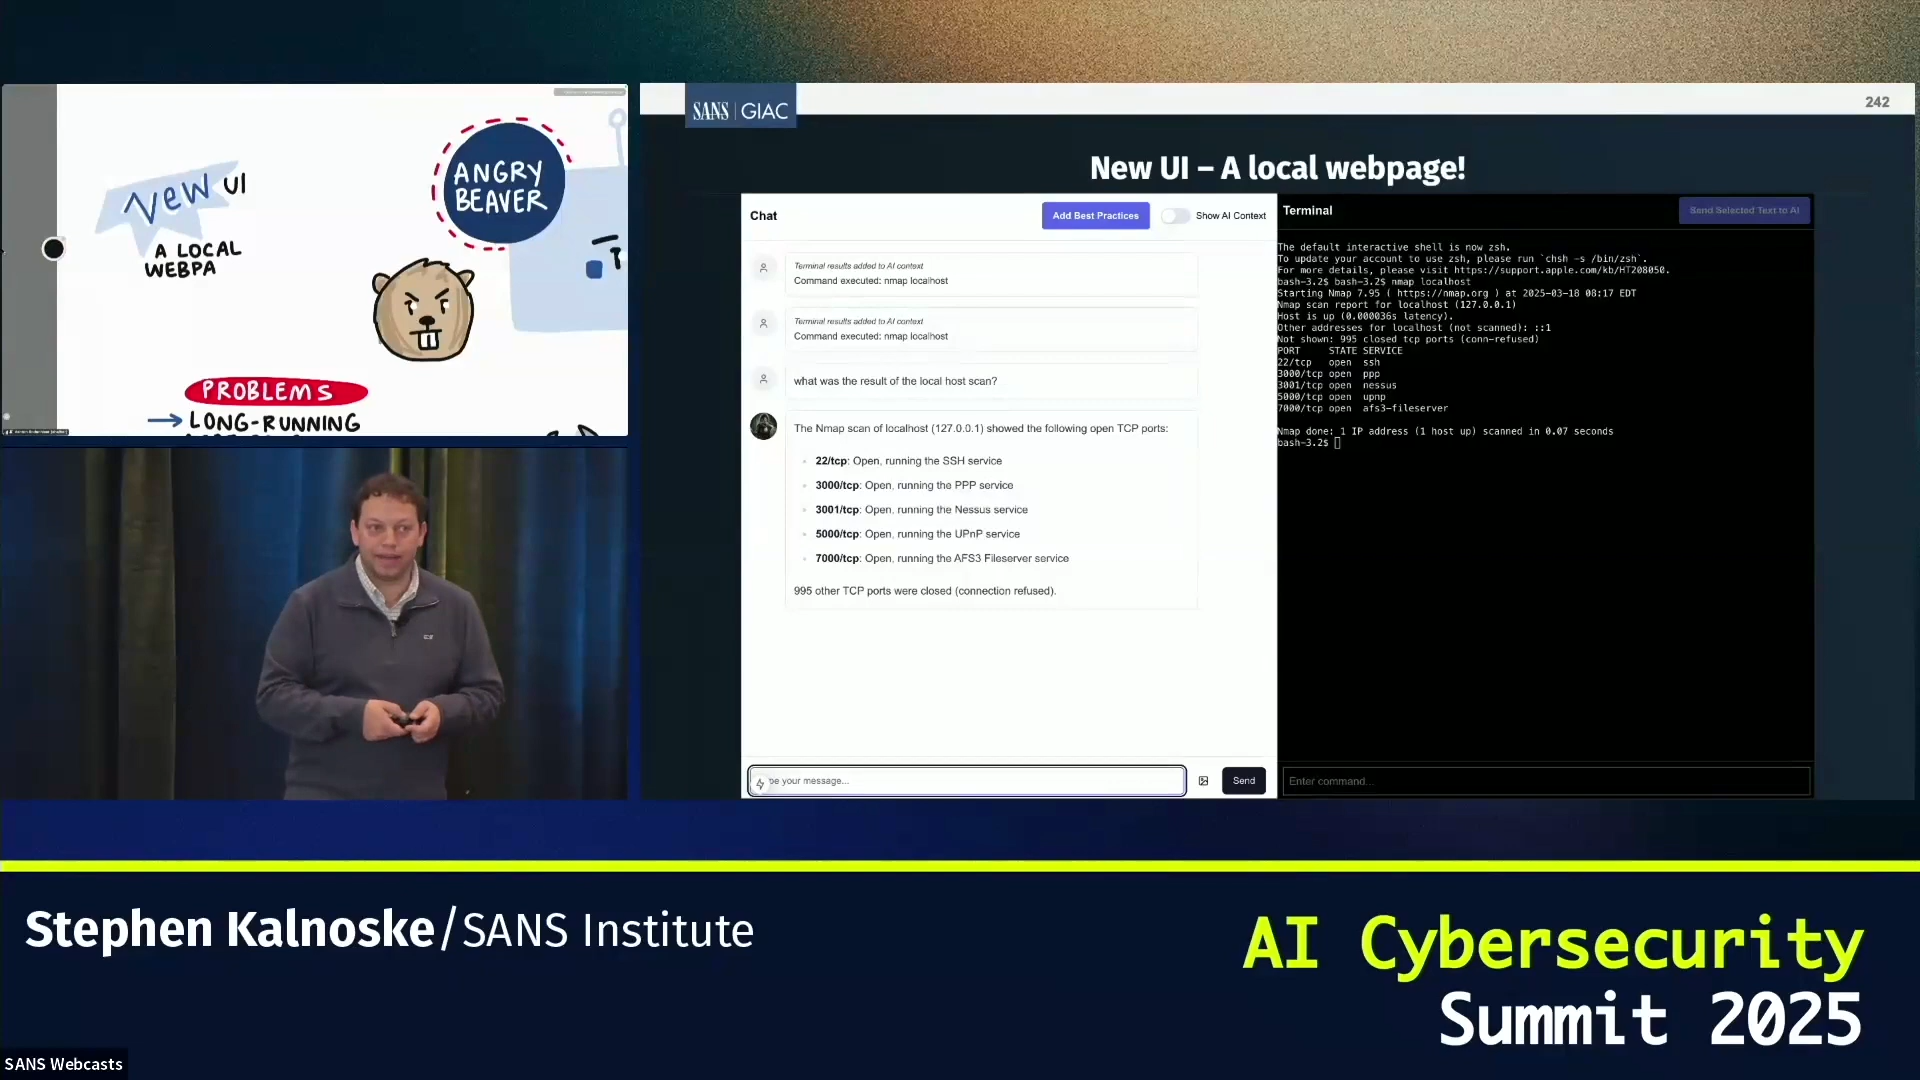 NEW UI
A LOCAL
WEBPA
ANGRY
BEAVER
PROBLEMS
→ LONG-RUNNING
SANS | GIAC
242
New UI – A local webpage!
Chat
Add Best Practices
Show AI Context
Terminal results added to AI context
Command executed: nmap localhost
Terminal results added to AI context
Command executed: nmap localhost
what was the result of the local host scan?
The Nmap scan of localhost (127.0.0.1) showed the following open TCP ports:
22/tcp: Open, running the SSH service
3000/tcp: Open, running the PPP service
3001/tcp: Open, running the Nessus service
5000/tcp: Open, running the UPnP service
7000/tcp: Open, running the AFS3 Fileserver service
995 other TCP ports were closed (connection refused).
pe your message...
Send
Terminal
Send Selected Text to AI
The default interactive shell is now zsh.
To update your account to use zsh, please run `chsh -s /bin/zsh`.
For more details, please visit https://support.apple.com/kb/HT208050.
bash-3.2$ bash-3.2$ nmap localhost
Starting Nmap 7.95 ( https://nmap.org ) at 2025-03-18 08:17 EDT
Nmap scan report for localhost (127.0.0.1)
Host is up (0.000036s latency).
Other addresses for localhost (not scanned): ::1
Not shown: 995 closed tcp ports (conn-refused)
PORT STATE SERVICE
22/tcp open ssh
3000/tcp open ppp
3001/tcp open nessus
5000/tcp open upnp
7000/tcp open afs3-fileserver
Nmap done: 1 IP address (1 host up) scanned in 0.07 seconds
bash-3.2$
Enter command...
Stephen Kalnoske/SANS Institute
AI Cybersecurity
Summit 2025
SANS Webcasts